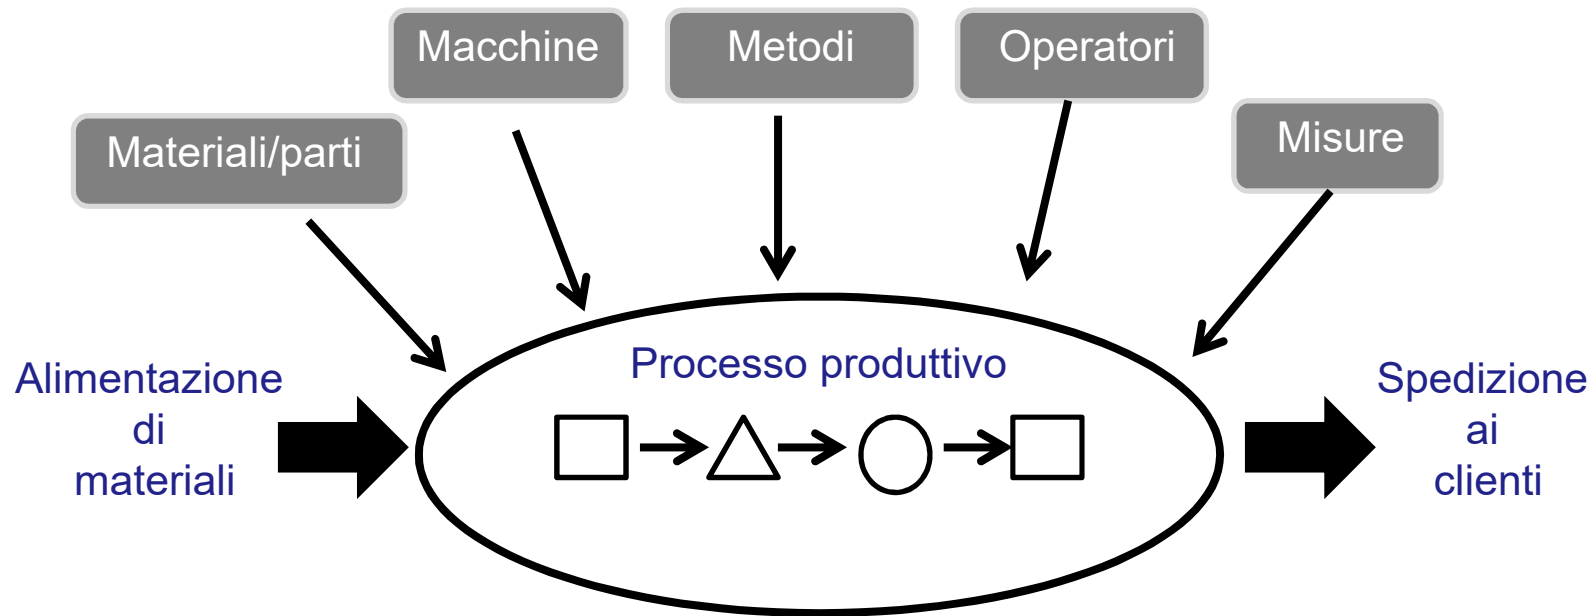 Macchine
Metodi
Operatori
Materiali/parti
Misure
Processo produttivo
Alimentazione
di
materiali
Spedizione
ai
clienti